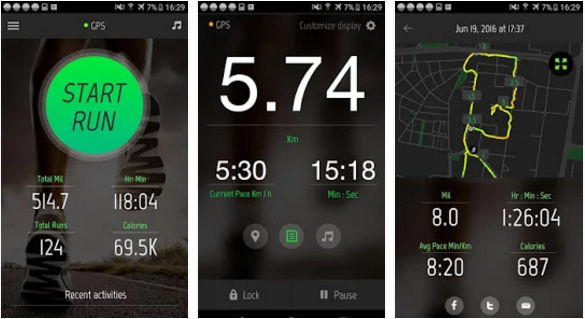 7% 16:29
GPS
START
RUN
Total Mil
Hr: Min
514.7
118:04
Total Runs
Calories
124
69.5K
Recent activities
7% 16:29
GPS
Customize display
5.74
Km
5:30
15:18
Current Pace Km / h
Min : Sec
Lock
Pause
7% 16:29
Jun 19, 2016 at 17:37
Mil
Hr : Min : Sec
8.0
1:26:04
Avg Pace Min/Km
Calories
8:20
687